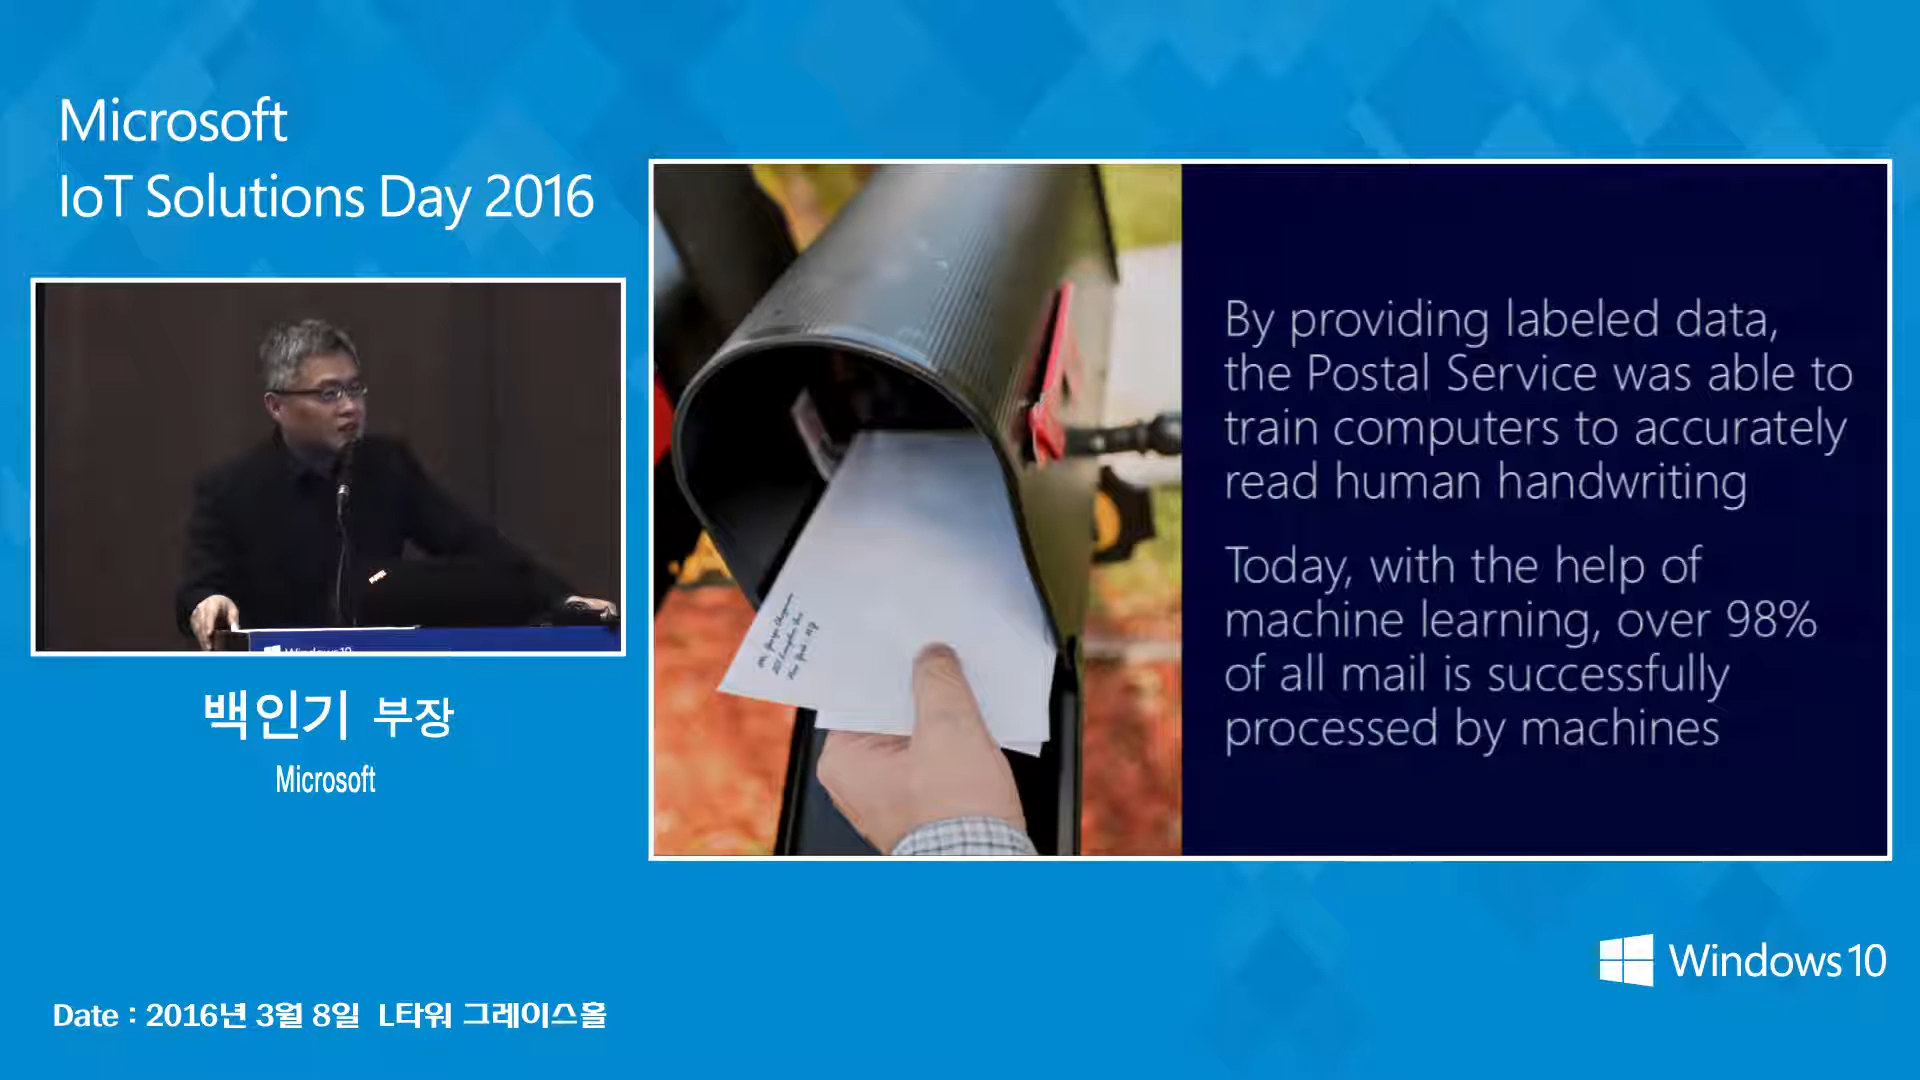 Microsoft
IoT Solutions Day 2016
Windows10
백인기 부장
Microsoft
By providing labeled data,
the Postal Service was able to
train computers to accurately
read human handwriting
Today, with the help of
machine learning, over 98%
of all mail is successfully
processed by machines
Windows10
Date : 2016년 3월 8일 L타워 그레이스홀